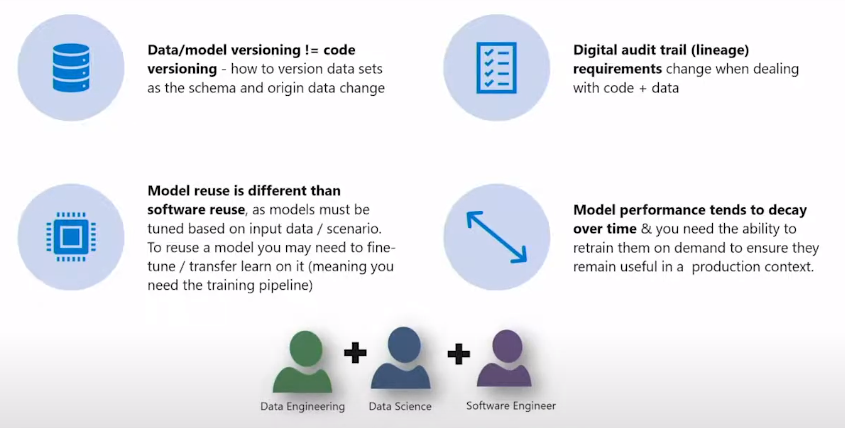 Data/model versioning != code
versioning - how to version data sets
as the schema and origin data change
Digital audit trail (lineage)
requirements change when dealing
with code + data
Model reuse is different than
software reuse, as models must be
tuned based on input data / scenario.
To reuse a model you may need to fine-
tune / transfer learn on it (meaning you
need the training pipeline)
Model performance tends to decay
over time & you need the ability to
retrain them on demand to ensure they
remain useful in a production context.
Data Engineering
Data Science
Software Engineer